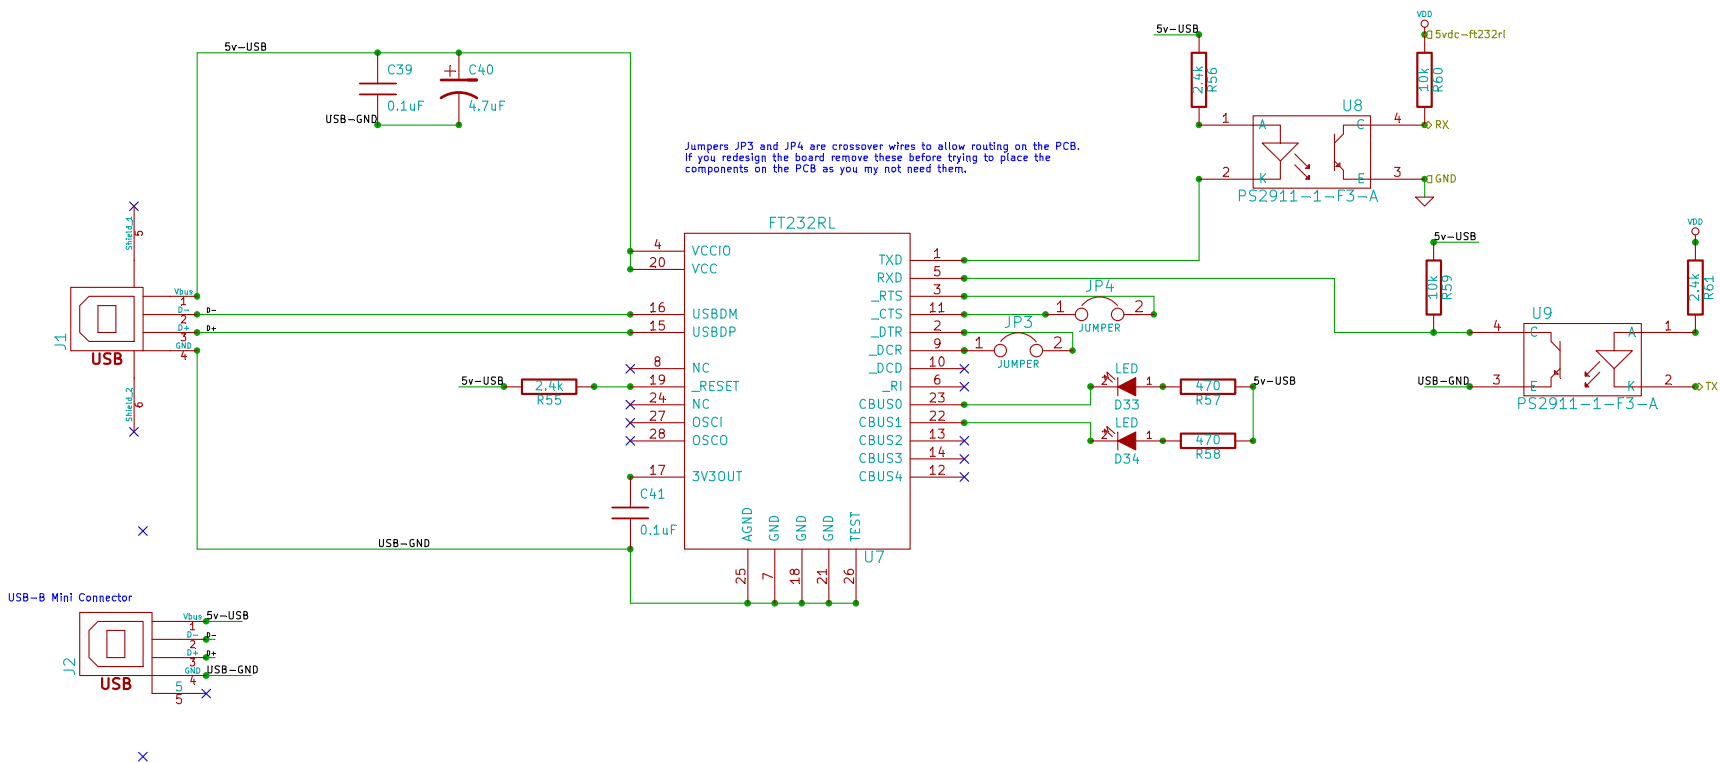 5v-USB
C39
0.1uF
C40
4.7uF
USB-GND
5v-USB
2.4k
R56
VDD
5vdc-ft232rl
10k
R60
U8
1
A
C
4
RX
2
K
E
3
GND
PS2911-1-F3-A
Jumpers JP3 and JP4 are crossover wires to allow routing on the PCB.
If you redesign the board remove these before trying to place the
components on the PCB as you my not need them.
Shield_1
5
J1
USB
Vbus
1
D-
2
D-
D+
3
D+
GND
4
Shield_2
6
FT232RL
4
VCCIO
20
VCC
16
USBDM
15
USBDP
8
NC
19
_RESET
24
NC
27
OSCI
28
OSCO
17
3V3OUT
TXD
1
RXD
5
_RTS
3
_CTS
11
_DTR
2
_DCR
9
_DCD
10
_RI
6
CBUS0
23
CBUS1
22
CBUS2
13
CBUS3
14
CBUS4
12
AGND
25
GND
7
GND
18
GND
21
TEST
26
U7
5v-USB
2.4k
R55
C41
0.1uF
USB-GND
JP4
1
2
JUMPER
JP3
1
2
JUMPER
LED
2
1
D33
470
R57
5v-USB
LED
2
1
D34
470
R58
5v-USB
10k
R59
VDD
2.4k
R61
U9
4
C
A
1
USB-GND
3
E
K
2
TX
PS2911-1-F3-A
USB-B Mini Connector
J2
USB
Vbus
1
5v-USB
D-
2
D-
D+
3
D+
GND
4
USB-GND
5
5